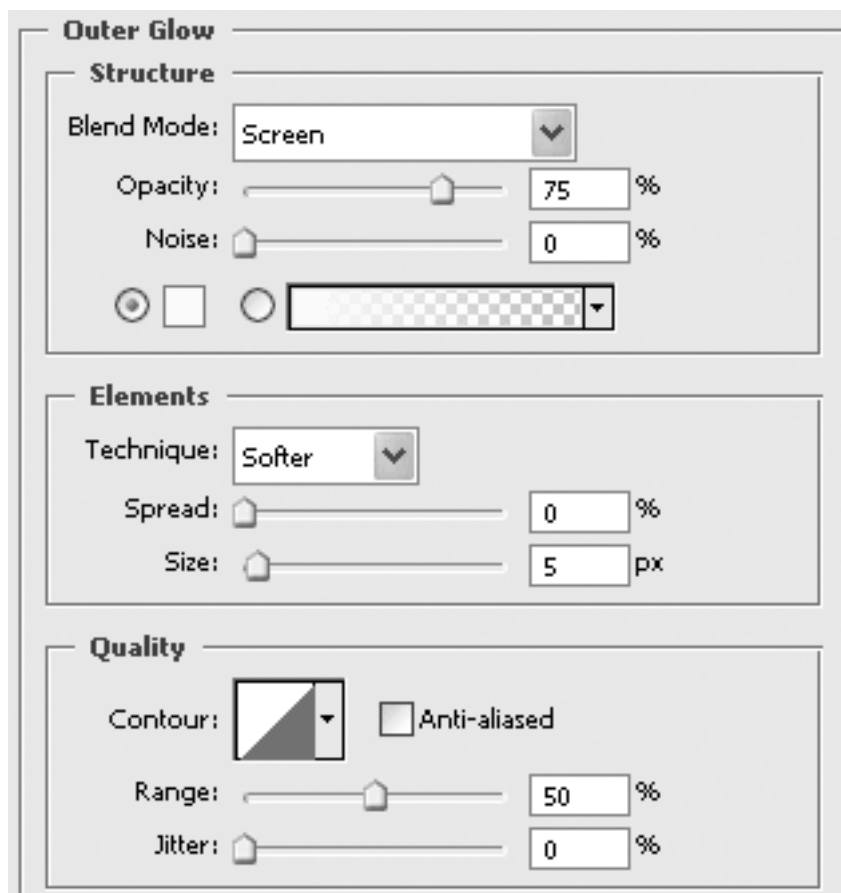 Outer Glow
Structure
Blend Mode: Screen
Opacity: 75 %
Noise: 0 %
Elements
Technique: Softer
Spread: 0 %
Size: 5 px
Quality
Contour: Anti-aliased
Range: 50 %
Jitter: 0 %